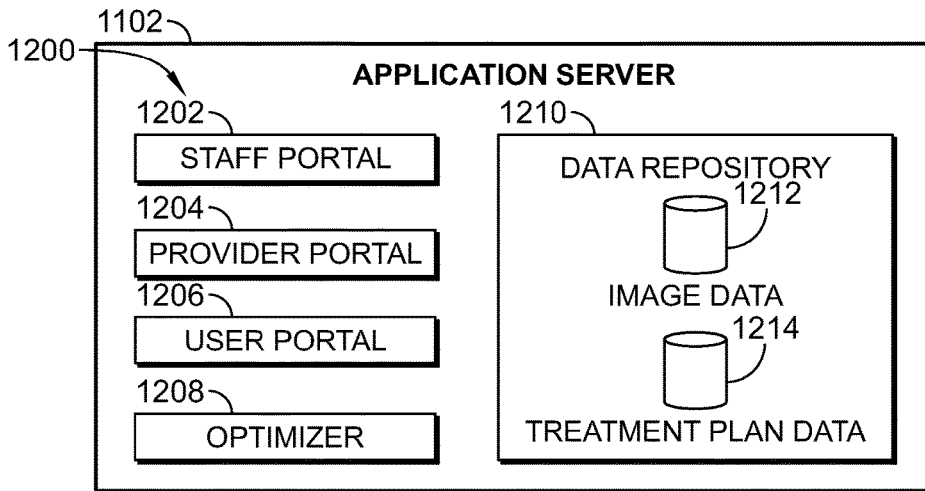 1102
1200
APPLICATION SERVER
1202
STAFF PORTAL
1204
PROVIDER PORTAL
1206
USER PORTAL
1208
OPTIMIZER
1210
DATA REPOSITORY
1212
IMAGE DATA
1214
TREATMENT PLAN DATA